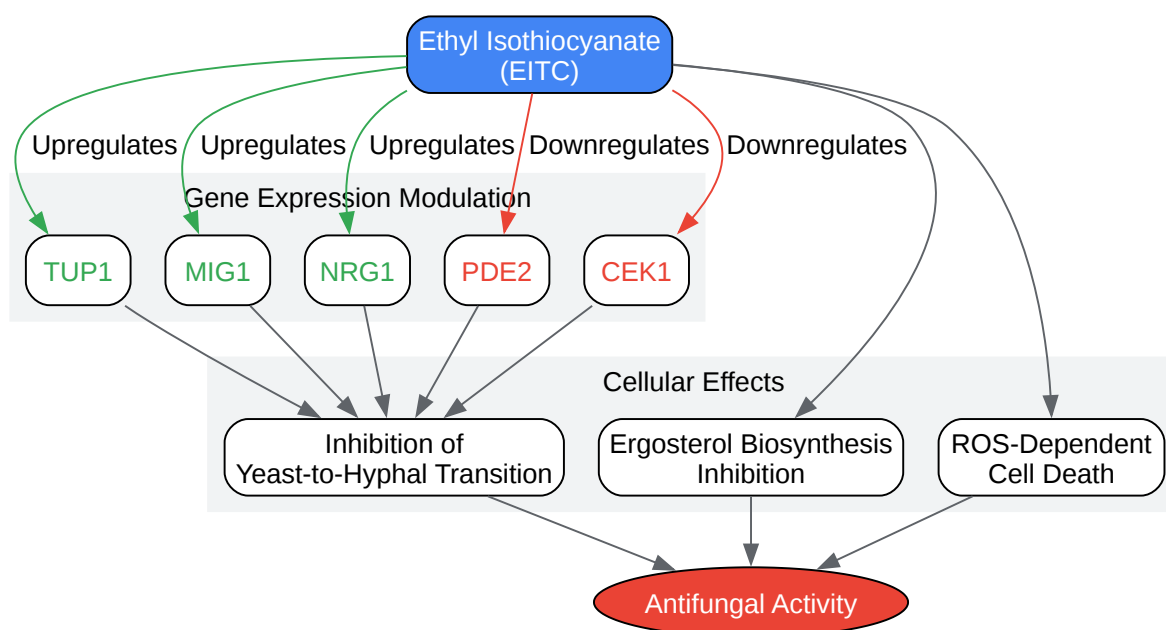 Ethyl Isothiocyanate
(EITC)
Upregulates
Upregulates
Upregulates
Downregulates
Downregulates
Gene Expression Modulation
TUP1
MIG1
NRG1
PDE2
CEK1
Cellular Effects
Inhibition of
Yeast-to-Hyphal Transition
Ergosterol Biosynthesis
Inhibition
ROS-Dependent
Cell Death
Antifungal Activity